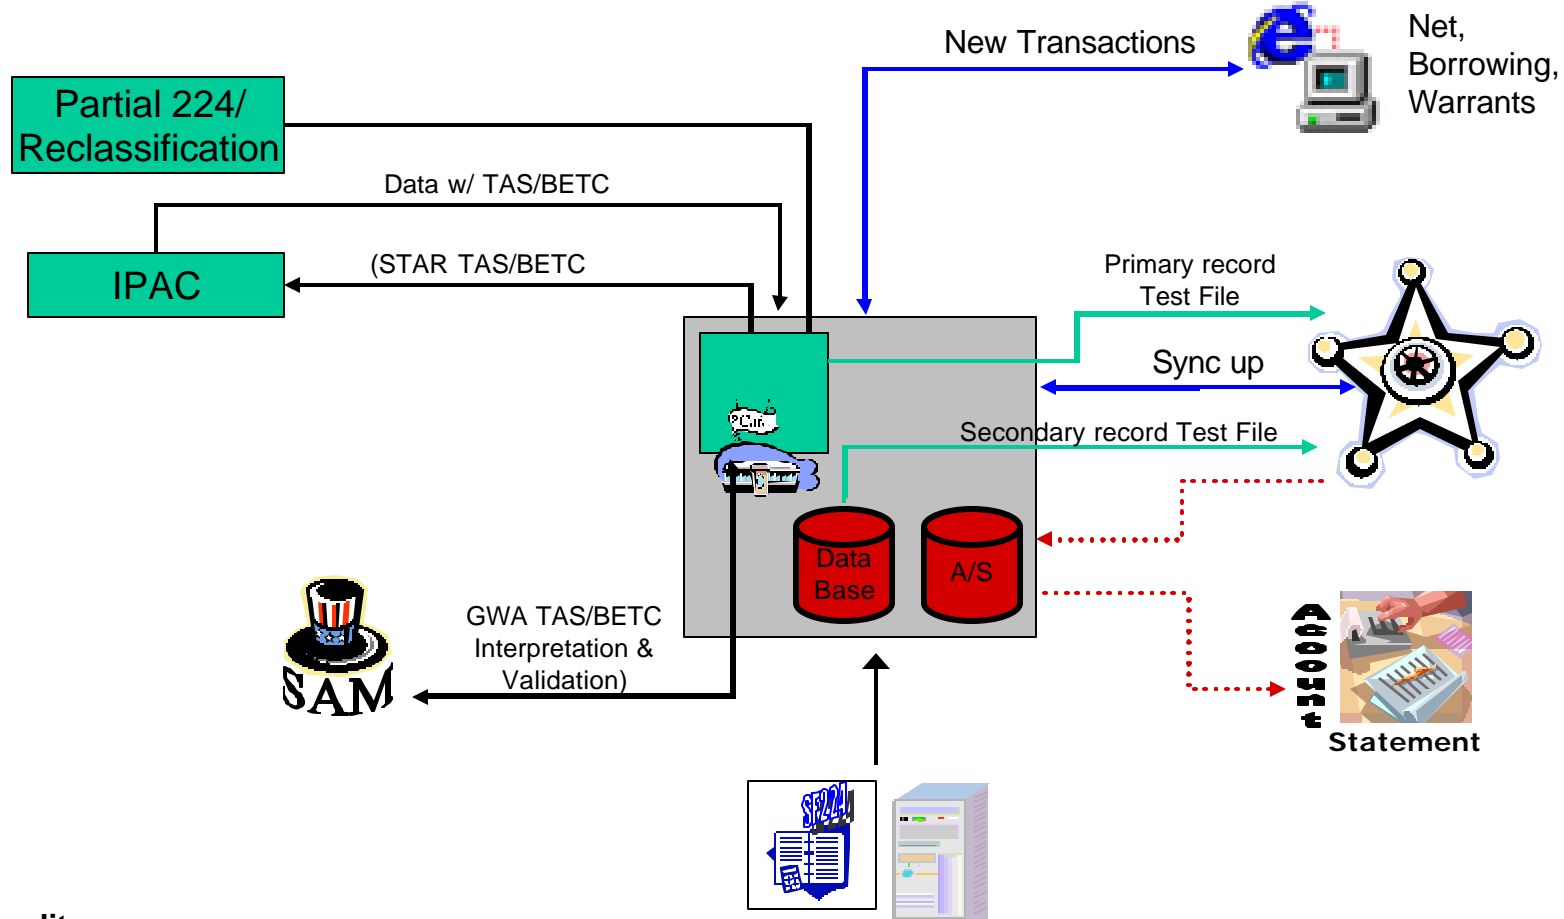 New Transactions
Net,
Borrowing,
Warrants
Partial 224/
Reclassification
Data w/ TAS/BETC
IPAC
(STAR TAS/BETC
Primary record
Test File
Sync up
Secondary record Test File
Data
Base
A/S
GWA TAS/BETC
Interpretation &
Validation)
SAM
Account
Statement
SF224